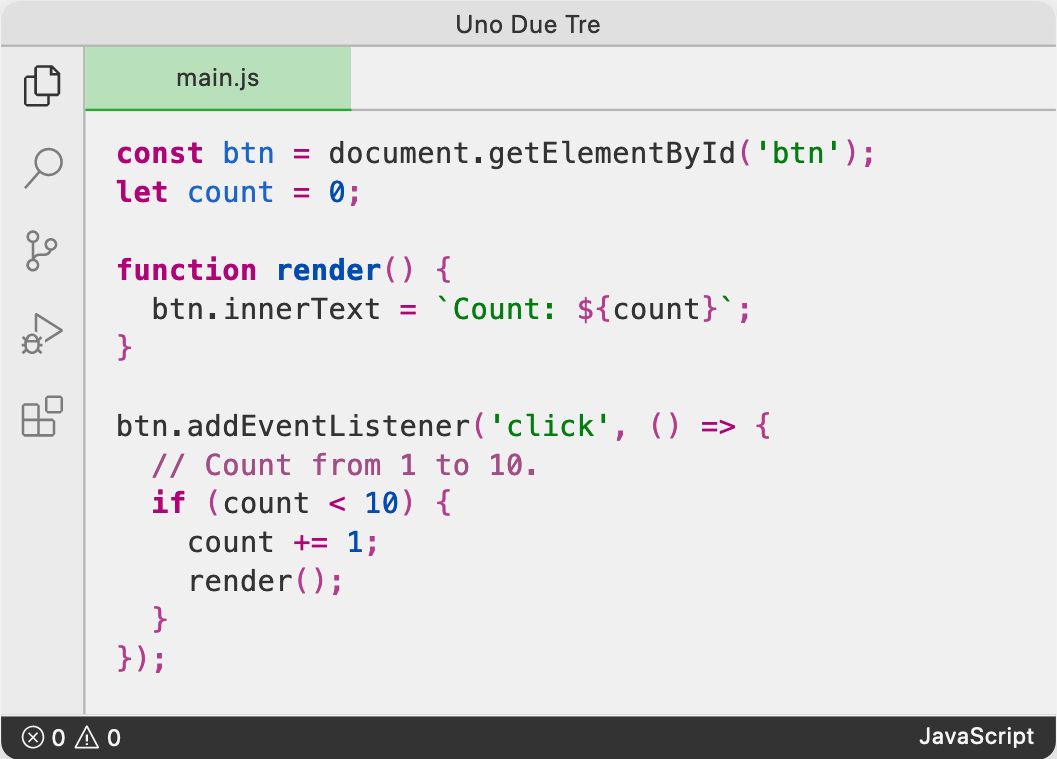 Uno Due Tre
main.js
const btn = document.getElementById('btn');
let count = 0;
function render() {
  btn.innerText = `Count: ${count}`;
}
btn.addEventListener('click', () => {
  // Count from 1 to 10.
  if (count < 10) {
    count += 1;
    render();
  }
});
0 0 JavaScript